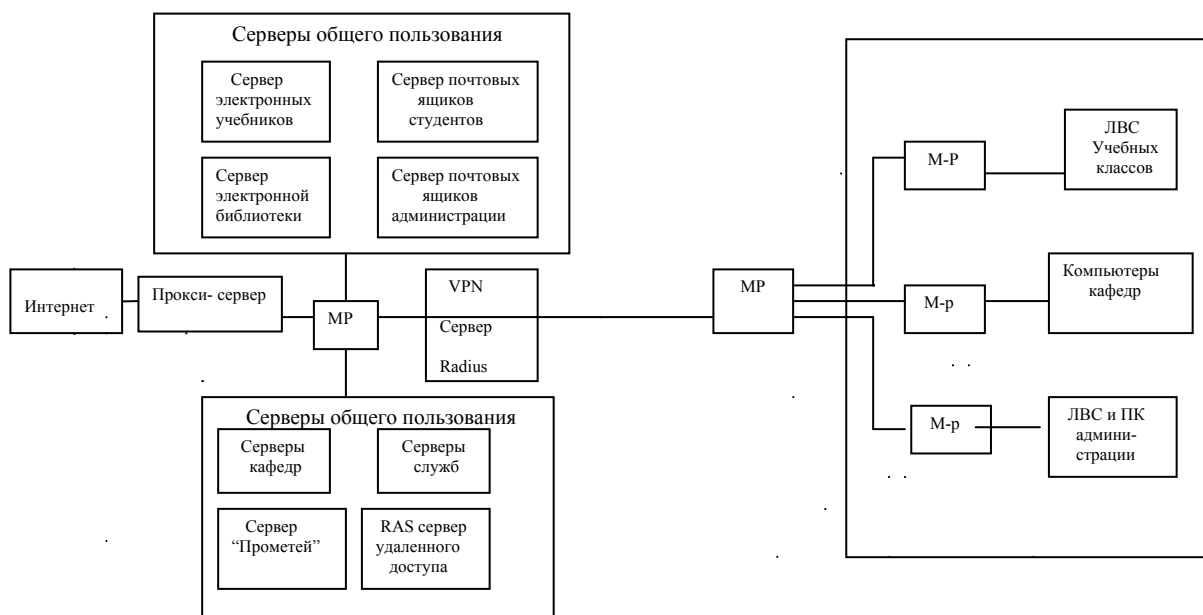 Серверы общего пользования
Сервер
электронных
учебников
Сервер почтовых
ящиков
студентов
Сервер
электронной
библиотеки
Сервер почтовых
ящиков
администрации
Интернет
Прокси- сервер
МР
VPN
Сервер
Radius
МР
М-Р
ЛВС
Учебных
классов
М-р
Компьютеры
кафедр
М-р
ЛВС и ПК
админи-
страции
Серверы общего пользования
Серверы
кафедр
Серверы
служб
Сервер
“Прометей”
RAS сервер
удаленного
доступа